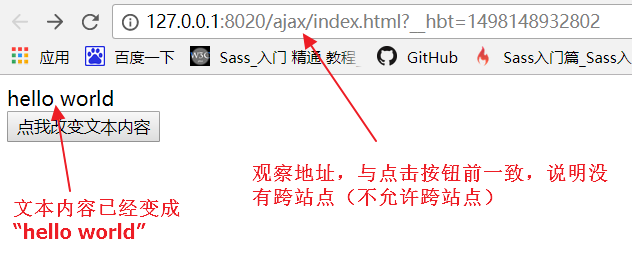 127.0.0.1:8020/ajax/index.html?__hbt=1498148932802
应用 百度一下 W3C Sass_入门 精通_教程_ GitHub Sass入门篇_Sass入
hello world
点我改变文本内容
观察地址，与点击按钮前一致，说明没
有跨站点（不允许跨站点）
文本内容已经变成
“hello world”